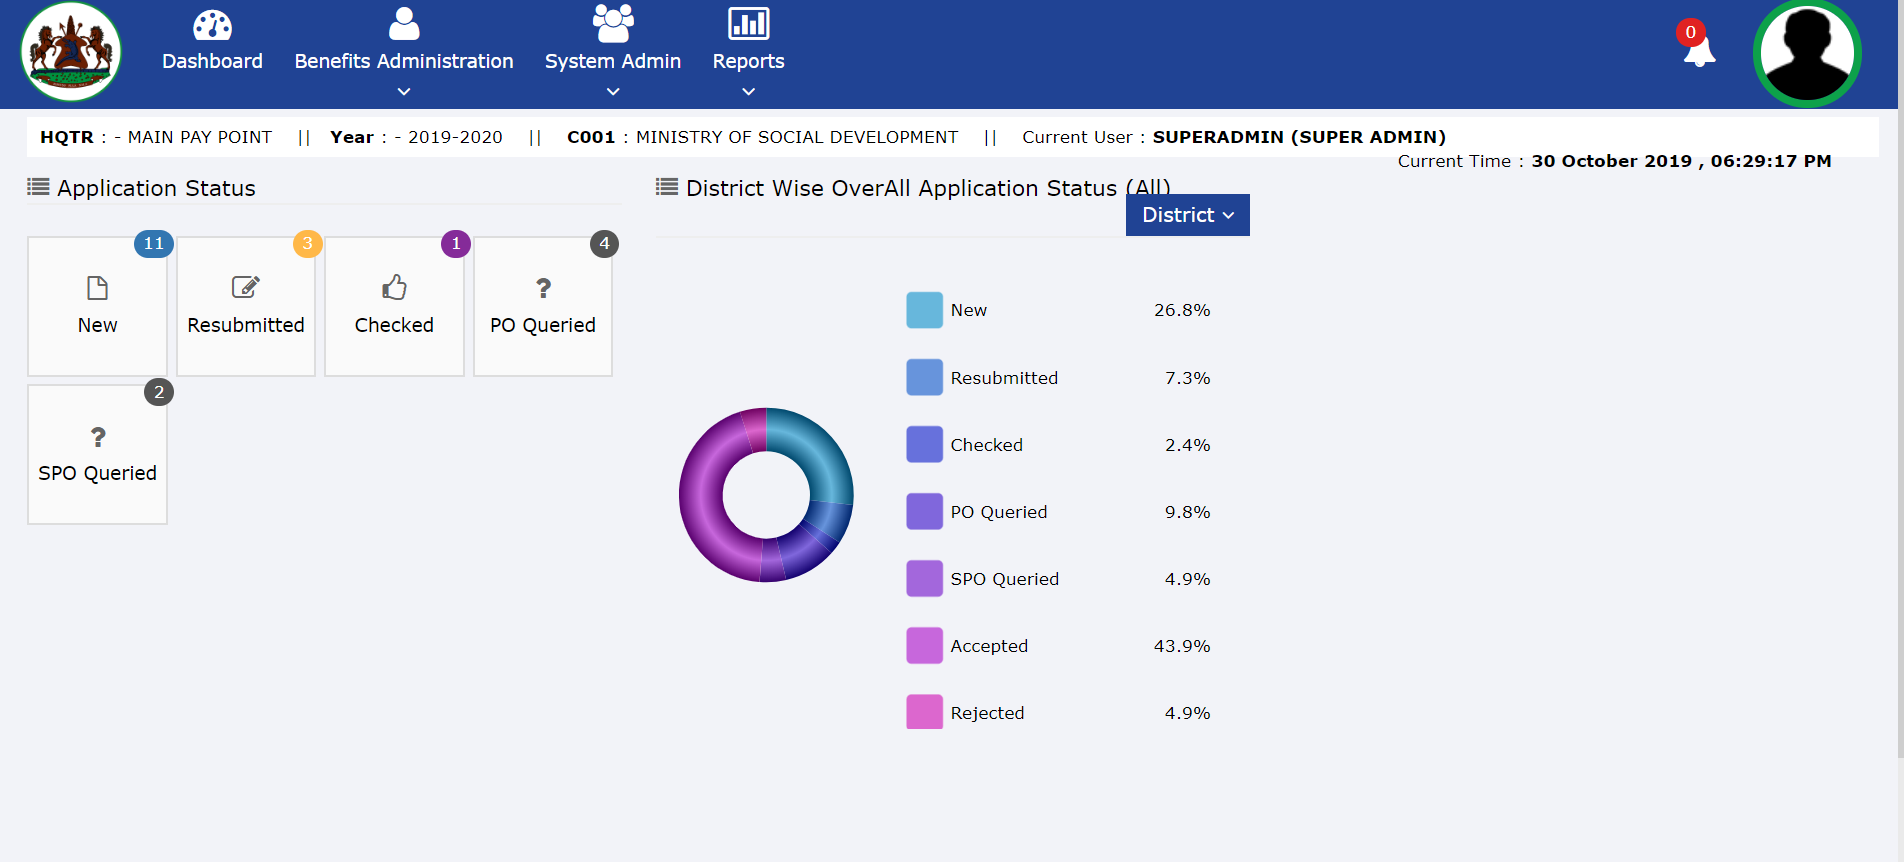 Dashboard
Benefits Administration
System Admin
Reports
0
HQTR : - MAIN PAY POINT || Year : - 2019-2020 || C001 : MINISTRY OF SOCIAL DEVELOPMENT || Current User : SUPERADMIN (SUPER ADMIN)
Current Time : 30 October 2019 , 06:29:17 PM
Application Status
11
New
3
Resubmitted
1
Checked
4
PO Queried
2
SPO Queried
District Wise OverAll Application Status (All)
District
New 26.8%
Resubmitted 7.3%
Checked 2.4%
PO Queried 9.8%
SPO Queried 4.9%
Accepted 43.9%
Rejected 4.9%